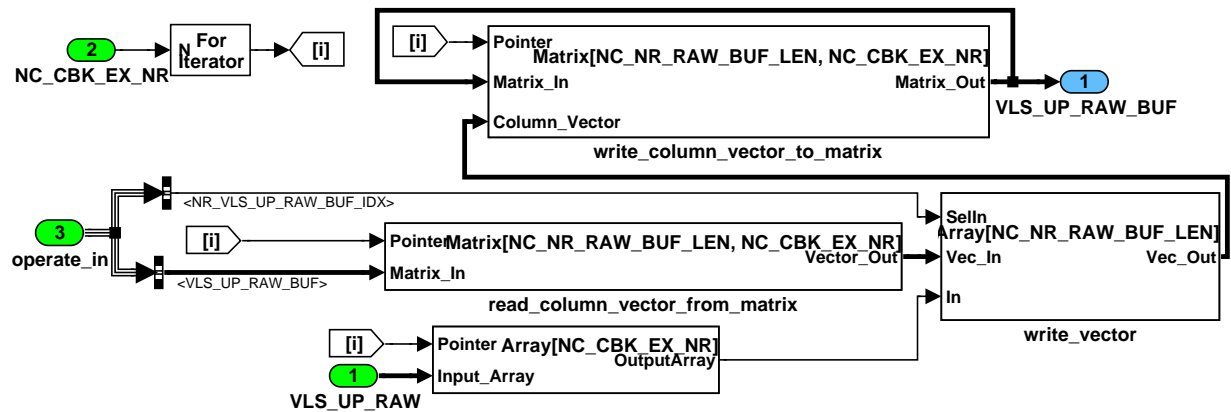 2
NC_CBK_EX_NR
N
For
Iterator
[i]
[i]
Pointer
Matrix[NC_NR_RAW_BUF_LEN, NC_CBK_EX_NR]
Matrix_In
Matrix_Out
Column_Vector
write_column_vector_to_matrix
1
VLS_UP_RAW_BUF
3
operate_in
<NR_VLS_UP_RAW_BUF_IDX>
<VLS_UP_RAW_BUF>
[i]
Pointer
Matrix[NC_NR_RAW_BUF_LEN, NC_CBK_EX_NR]
Vector_Out
Matrix_In
read_column_vector_from_matrix
SelIn
Array[NC_NR_RAW_BUF_LEN]
Vec_In
Vec_Out
In
write_vector
[i]
Pointer
Array[NC_CBK_EX_NR]
OutputArray
Input_Array
1
VLS_UP_RAW